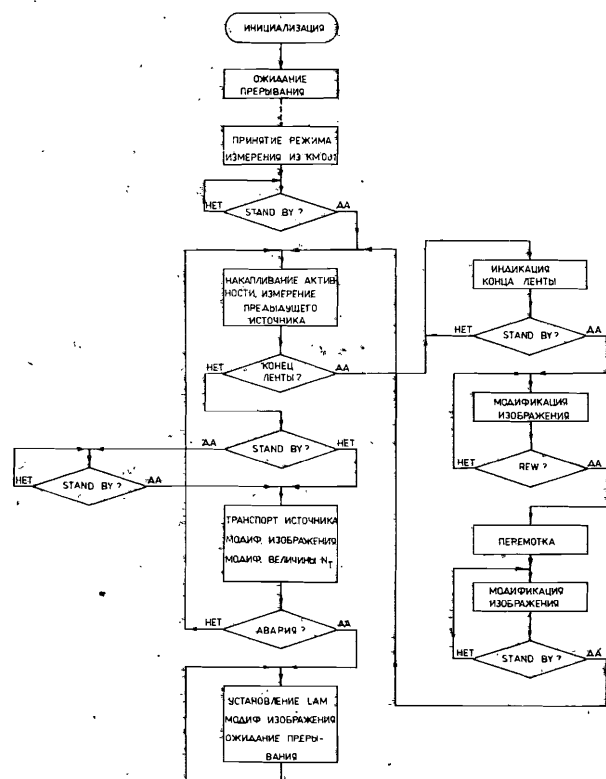 ИНИЦИАЛИЗАЦИЯ
ОЖИДАНИЕ
ПРЕРЫВАНИЯ
ПРИНЯТИЕ РЕЖИМА
ИЗМЕРЕНИЯ ИЗ
НЕТ
STAND BY ?
ДА
НАКАПЛИВАНИЕ АКТИВ-
НОСТИ, ИЗМЕРЕНИЕ
ПРЕДЫДУЩЕГО
ИСТОЧНИКА
НЕТ
КОНЕЦ
ЛЕНТЫ ?
ДА
ДА
STAND BY ?
НЕТ
НЕТ
STAND BY ?
ДА
ТРАНСПОРТ ИСТОЧНИКА
МОДИФ. ИЗОБРАЖЕНИЯ
МОДИФ. ВЕЛИЧИНЫ N_T
НЕТ
АВАРИЯ ?
ДА
УСТАНОВЛЕНИЕ LAM
МОДИФ ИЗОБРАЖЕНИЯ
ОЖИДАНИЕ ПРЕРЫ-
ВАНИЯ
ИНДИКАЦИЯ
КОНЦА ЛЕНТЫ
НЕТ
STAND BY ?
ДА
МОДИФИКАЦИЯ
ИЗОБРАЖЕНИЯ
НЕТ
REW ?
ДА
ПЕРЕМОТКА
МОДИФИКАЦИЯ
ИЗОБРАЖЕНИЯ
НЕТ
STAND BY ?
ДА